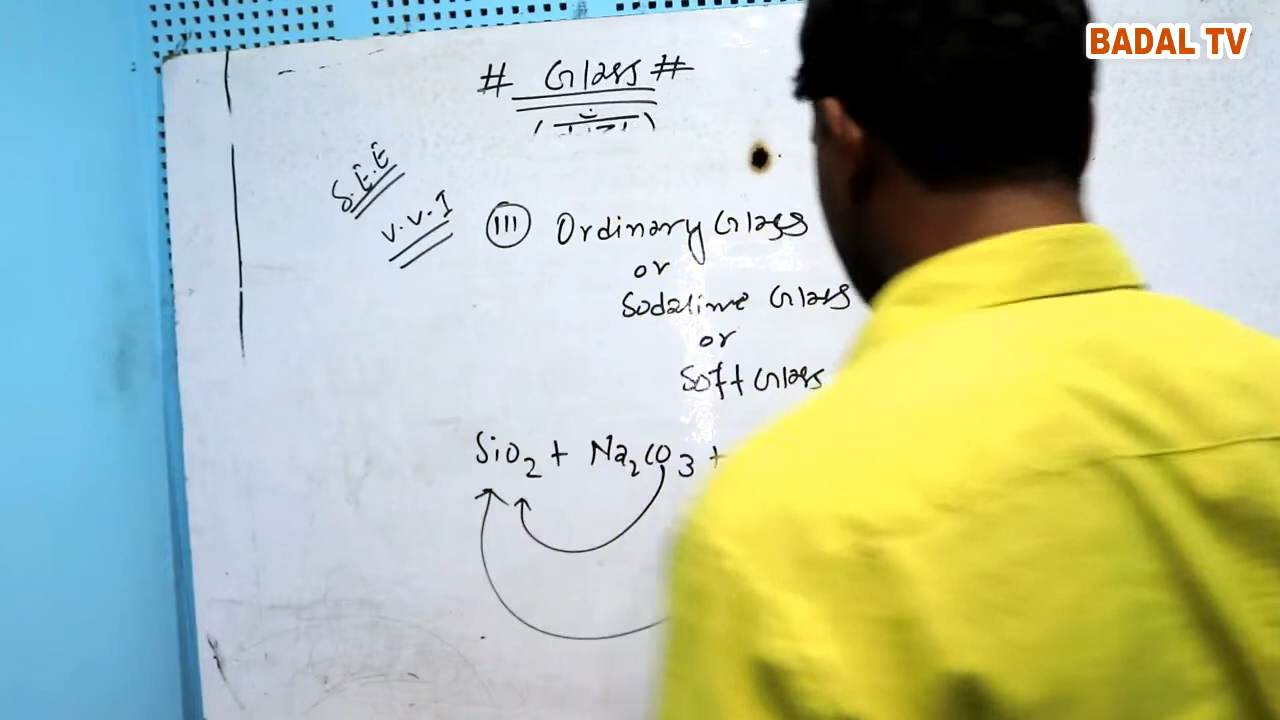 BADAL TV
# Glass #
S.E.E
V.V.I
III Ordinary Glass
or
Sodalime Glass
or
Soft Glass
SiO2 + Na2CO3 +